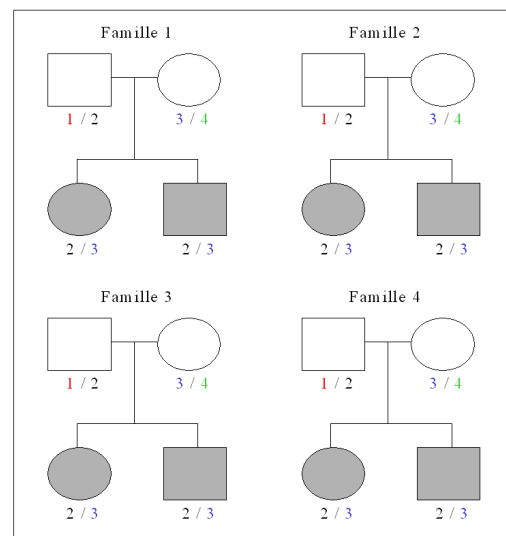 Famille 1 Famille 2
1 / 2 3 / 4 1 / 2 3 / 4
2 / 3 2 / 3 2 / 3 2 / 3
Famille 3 Famille 4
1 / 2 3 / 4 1 / 2 3 / 4
2 / 3 2 / 3 2 / 3 2 / 3